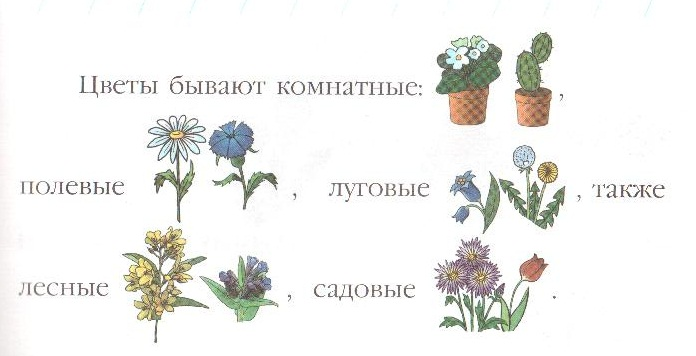 Цветы бывают комнатные: ,
полевые , луговые , также
лесные , садовые .